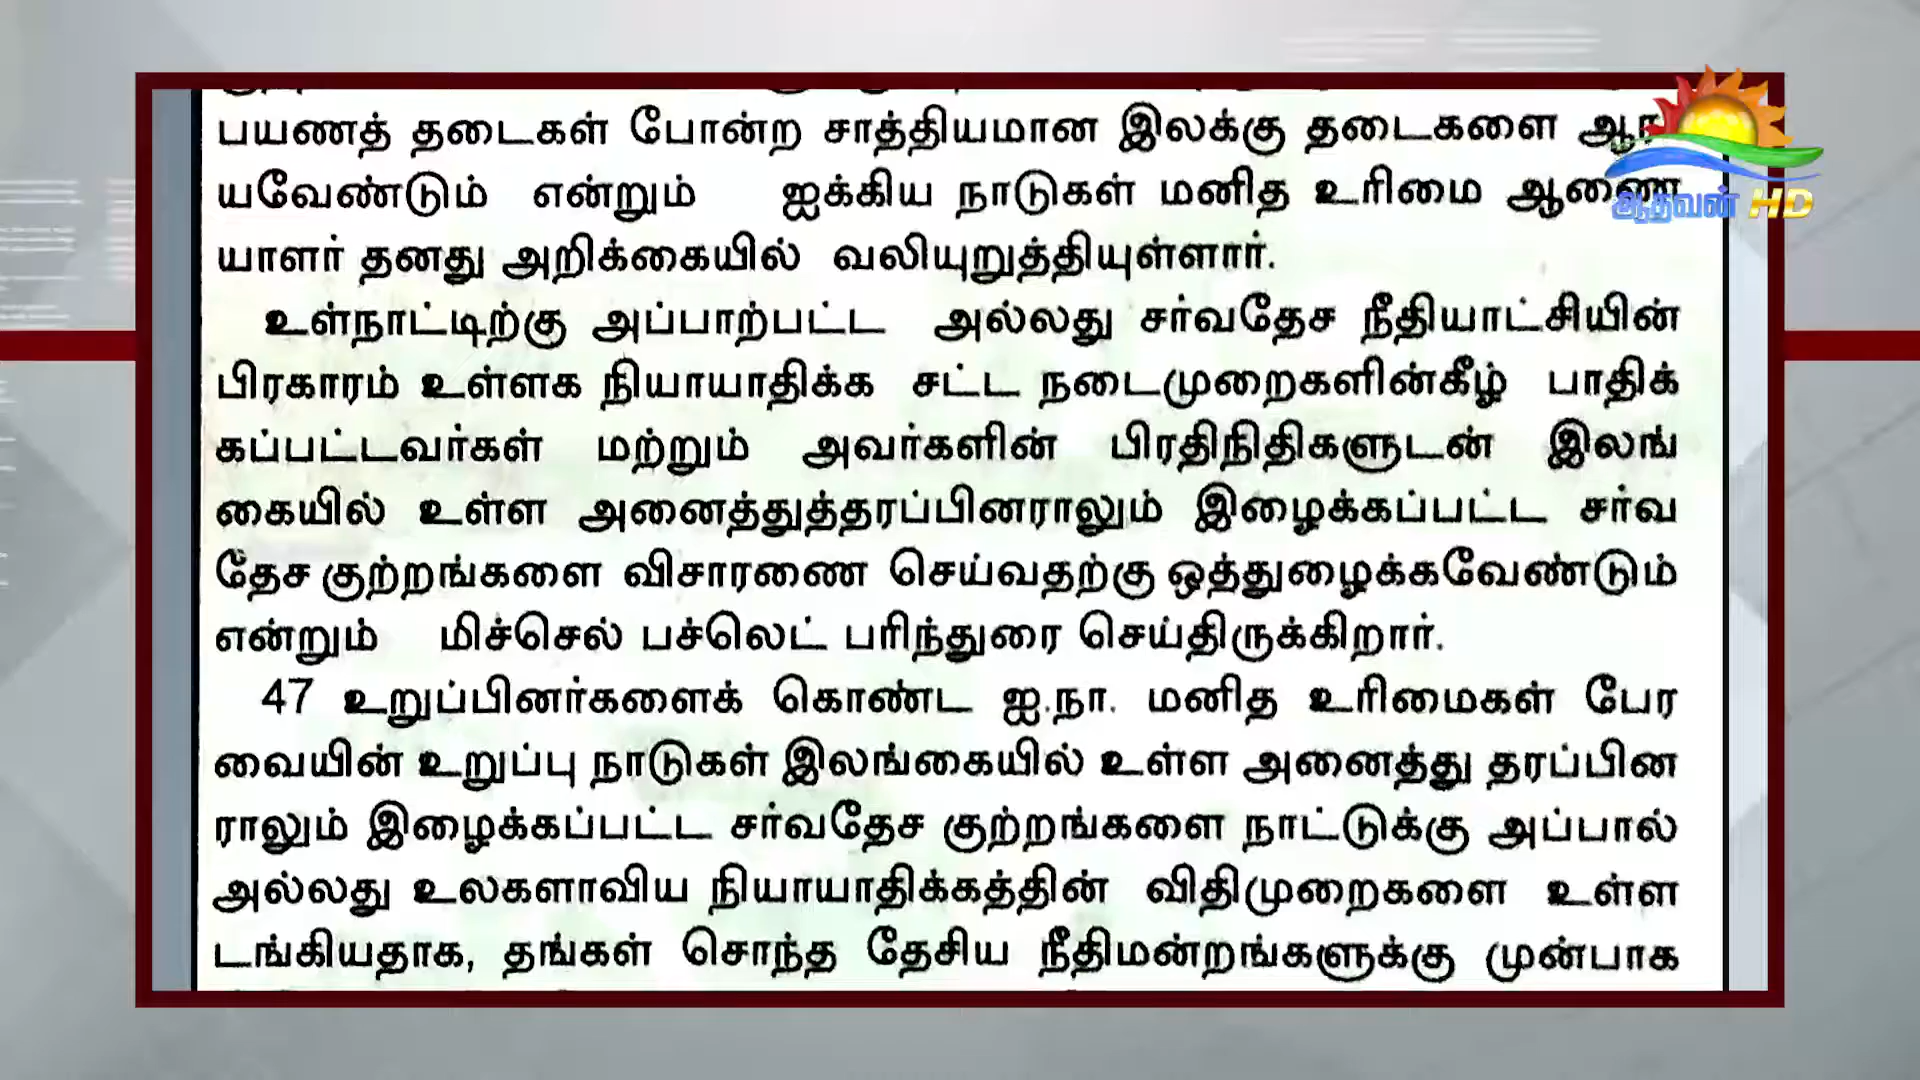 பயணத் தடைகள் போன்ற சாத்தியமான இலக்கு தடைகளை
யவேண்டும் என்றும் ஐக்கிய நாடுகள் மனித உரிமை ஆணை
யாளர் தனது அறிக்கையில் வலியுறுத்தியுள்ளார்.
உள்நாட்டிற்கு அப்பாற்பட்ட அல்லது சர்வதேச நீதியாட்சியின்
பிரகாரம் உள்ளக நியாயாதிக்க சட்ட நடைமுறைகளின்கீழ் பாதிக்
கப்பட்டவர்கள் மற்றும் அவர்களின் பிரதிநிதிகளுடன் இலங்
கையில் உள்ள அனைத்துத்தரப்பினராலும் இழைக்கப்பட்ட சர்வ
தேச குற்றங்களை விசாரணை செய்வதற்கு ஒத்துழைக்கவேண்டும்
என்றும் மிச்செல் பச்லெட் பரிந்துரை செய்திருக்கிறார்.
47 உறுப்பினர்களைக் கொண்ட ஐ.நா. மனித உரிமைகள் பேர
வையின் உறுப்பு நாடுகள் இலங்கையில் உள்ள அனைத்து தரப்பின
ராலும் இழைக்கப்பட்ட சர்வதேச குற்றங்களை நாட்டுக்கு அப்பால்
அல்லது உலகளாவிய நியாயாதிக்கத்தின் விதிமுறைகளை உள்ள
டங்கியதாக, தங்கள் சொந்த தேசிய நீதிமன்றங்களுக்கு முன்பாக
ஆதவன் HD